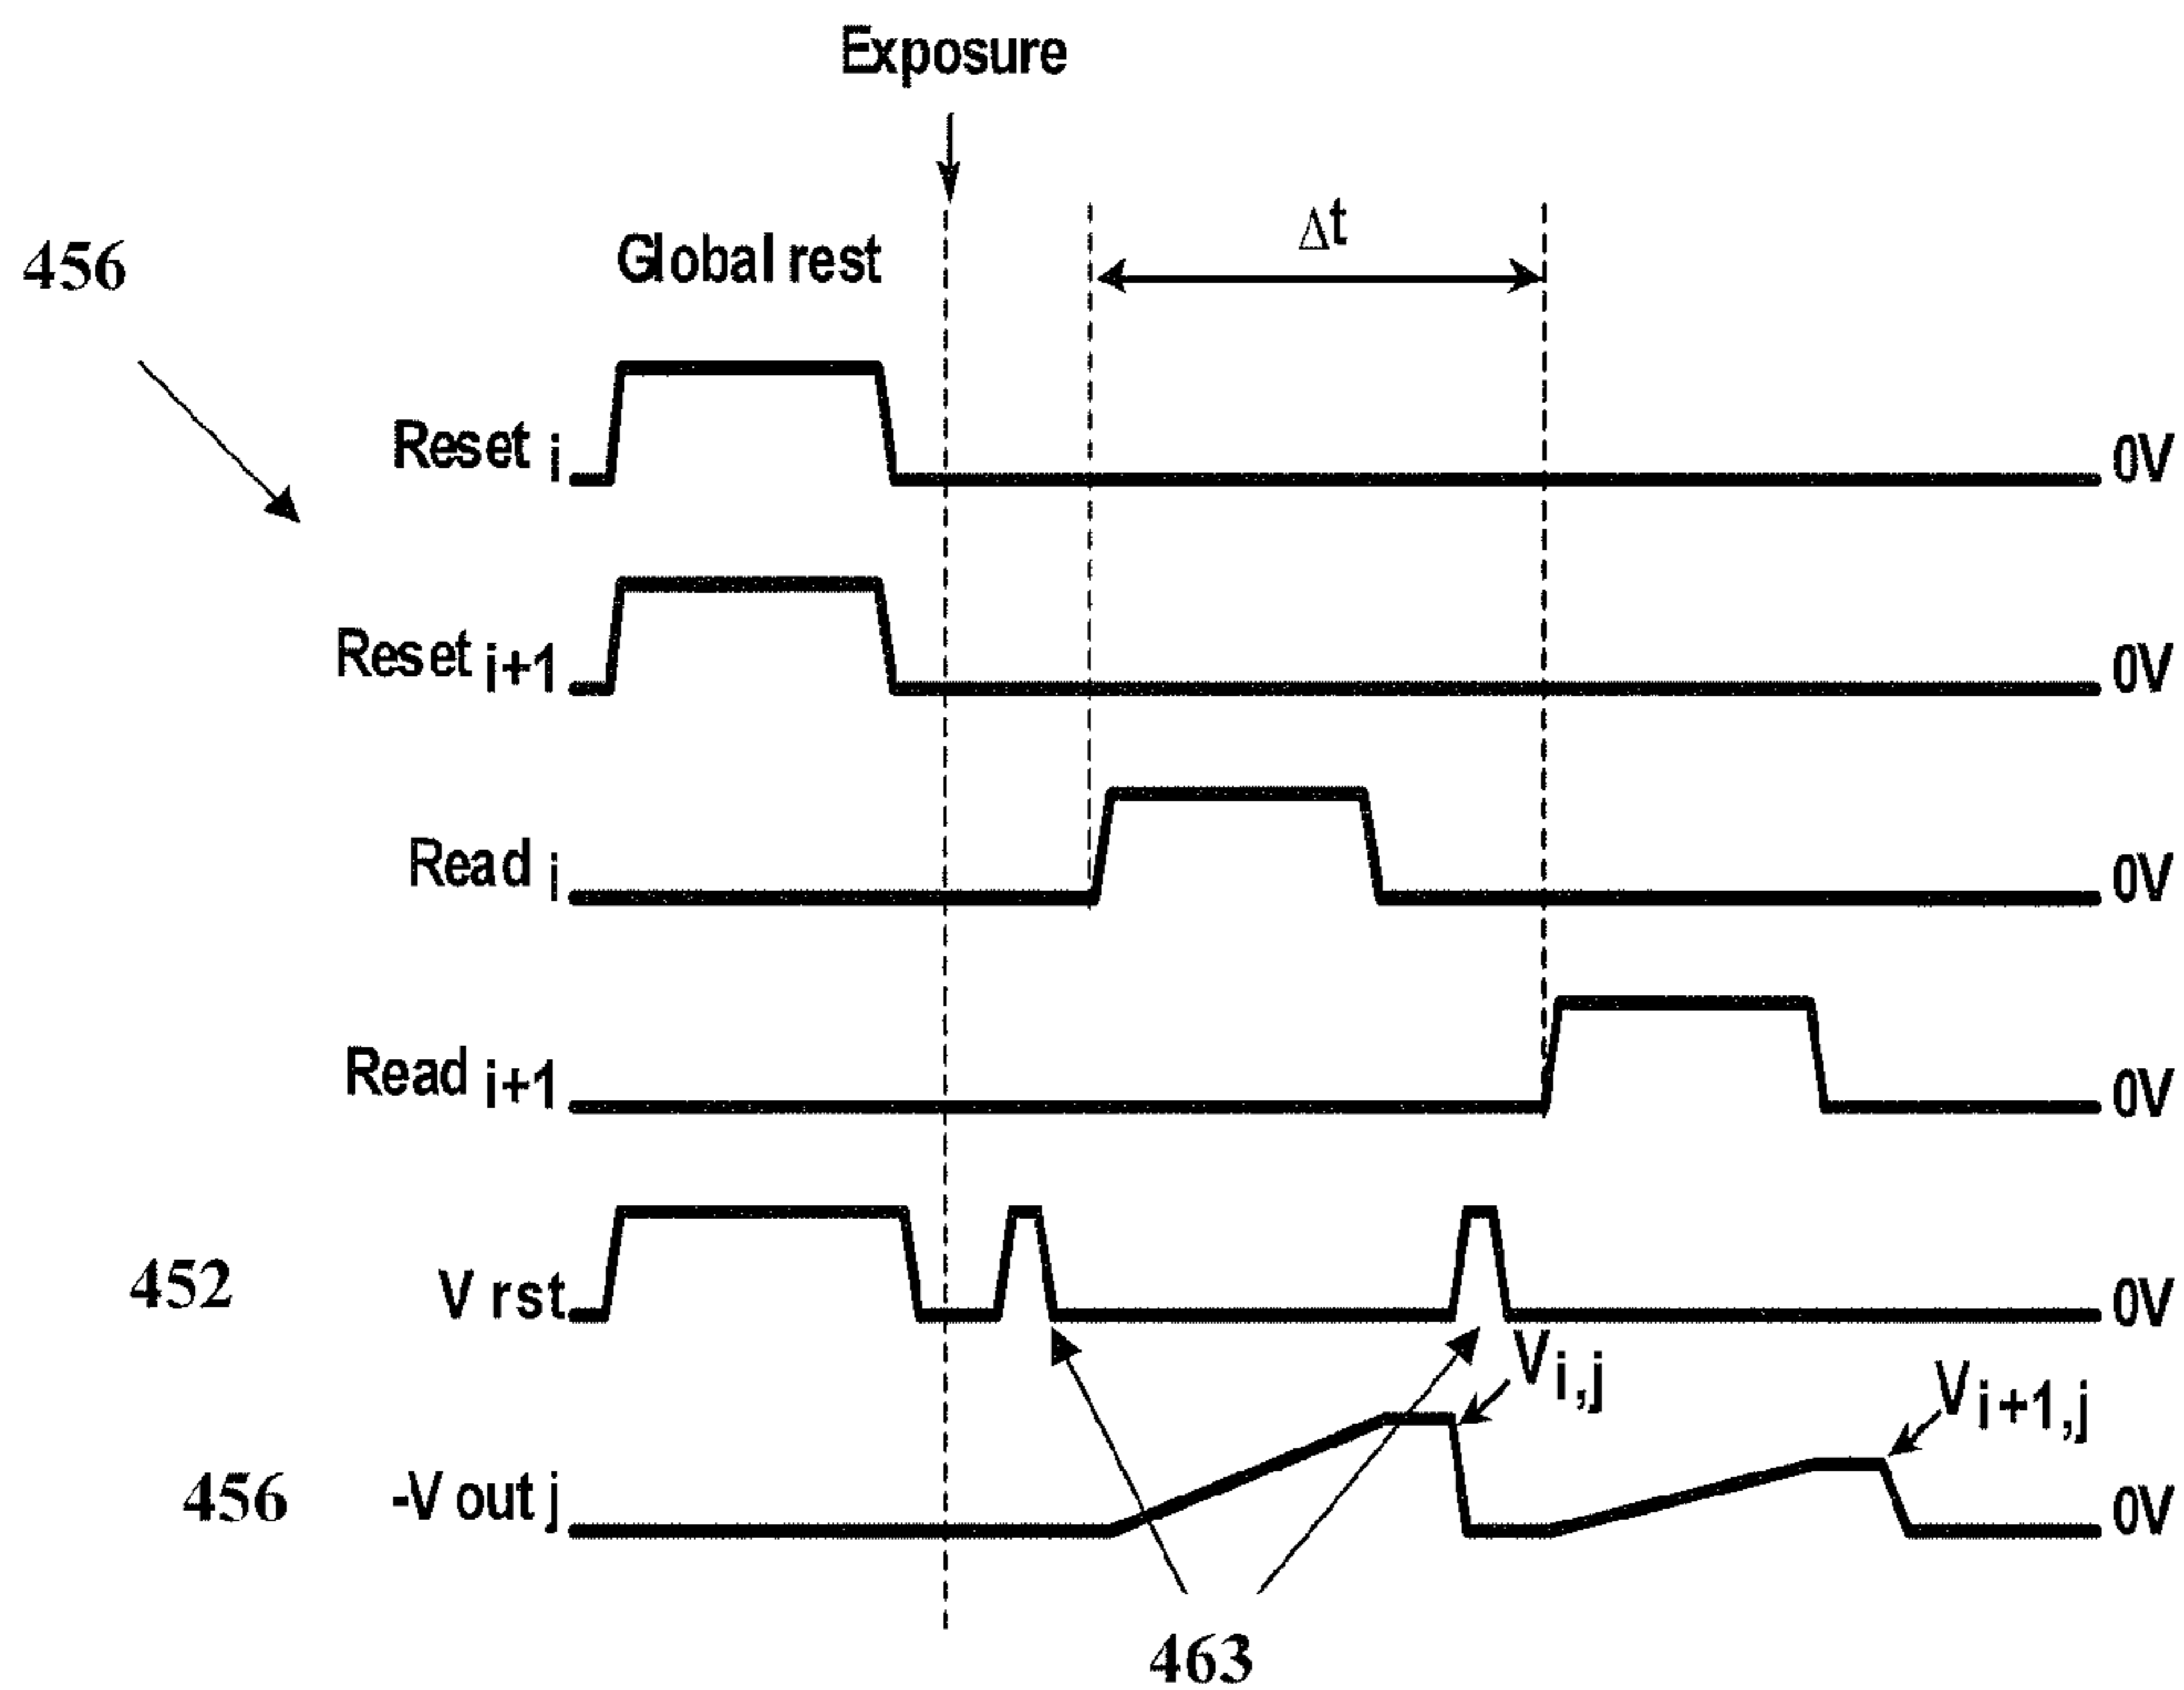 Exposure
Δt
Global rest
456
Reset i 0V
Reset i+1 0V
Read i 0V
Read i+1 0V
452 V rst 0V
Vi,j
Vi+1,j
456 -V out j 0V
463